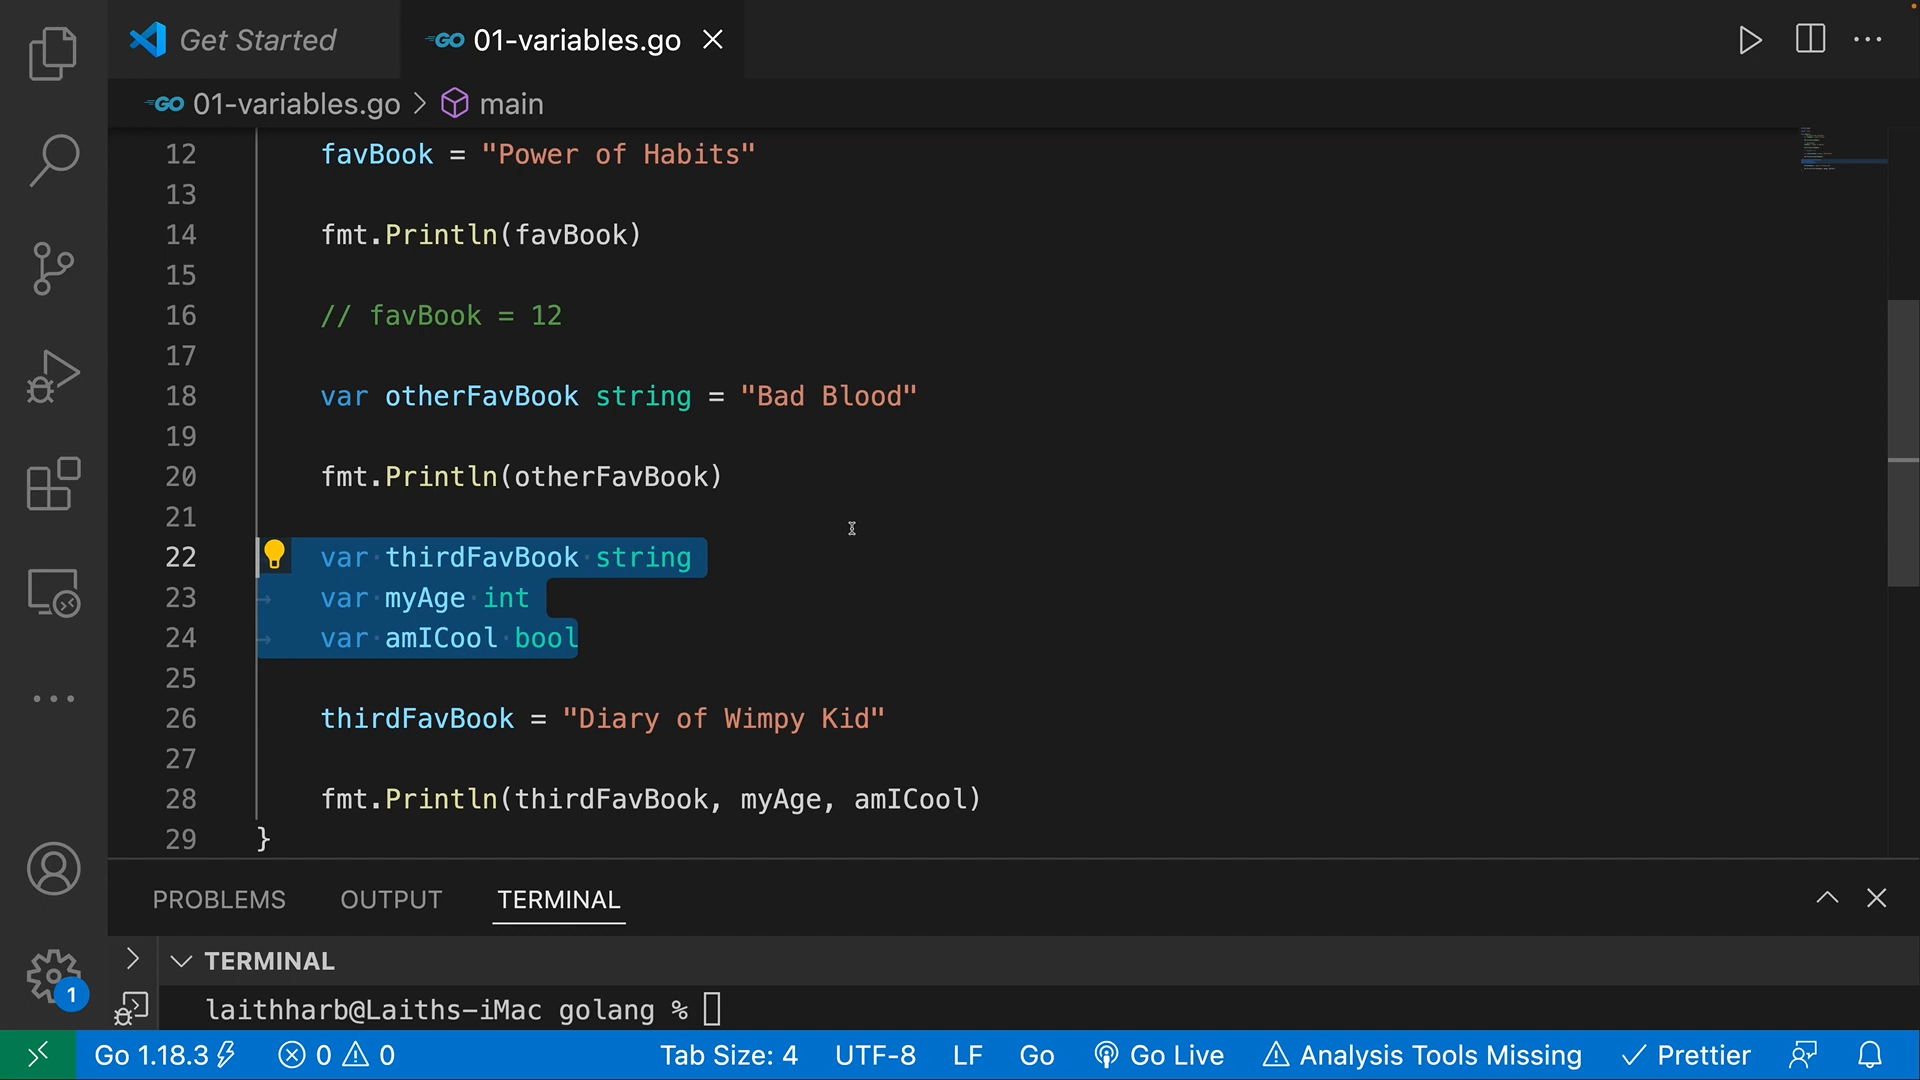 Get Started
GO 01-variables.go
GO 01-variables.go > main
12 favBook = "Power of Habits"
13
14 fmt.Println(favBook)
15
16 // favBook = 12
17
18 var otherFavBook string = "Bad Blood"
19
20 fmt.Println(otherFavBook)
21
22 var thirdFavBook string
23 var myAge int
24 var amICool bool
25
26 thirdFavBook = "Diary of Wimpy Kid"
27
28 fmt.Println(thirdFavBook, myAge, amICool)
29 }
PROBLEMS OUTPUT TERMINAL
TERMINAL
laithharb@Laiths-iMac golang %
1
Go 1.18.3 0 0 Tab Size: 4 UTF-8 LF Go Go Live Analysis Tools Missing Prettier